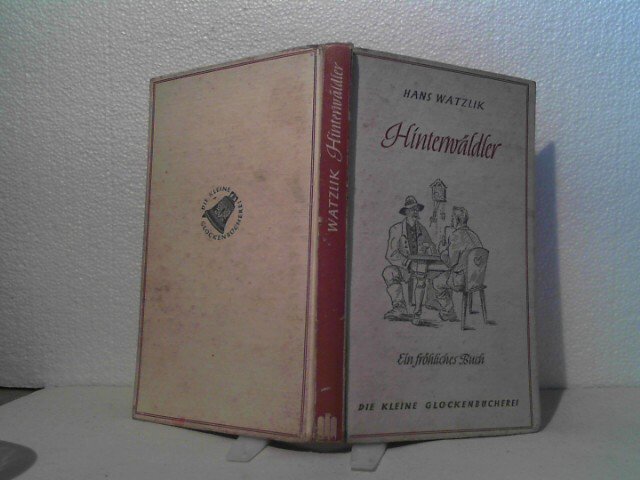 HANS WATZLIK
Hinterwäldler
Ein fröhliches Buch
DIE KLEINE GLOCKENBÜCHEREI
WATZLIK Hinterwäldler
DIE KLEINE
GLOCKENBÜCHEREI